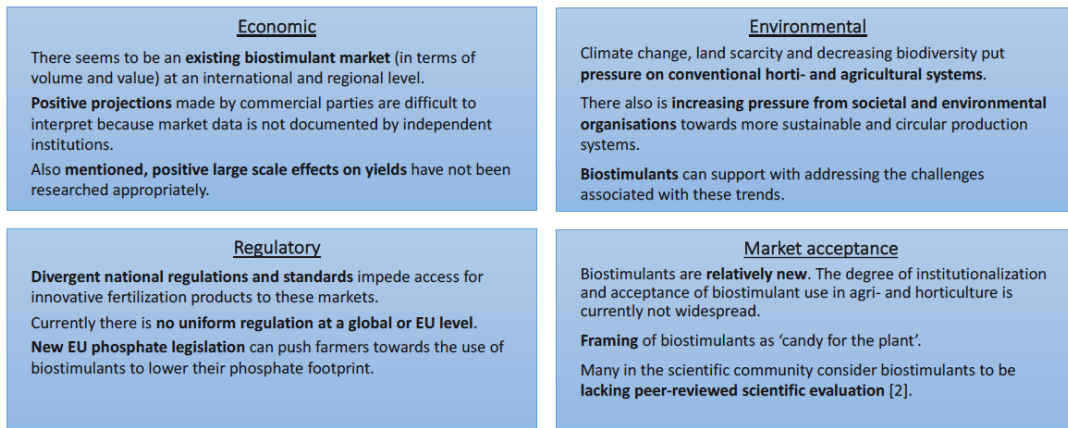 Economic
There seems to be an existing biostimulant market (in terms of
volume and value) at an international and regional level.
Positive projections made by commercial parties are difficult to
interpret because market data is not documented by independent
institutions.
Also mentioned, positive large scale effects on yields have not been
researched appropriately.
Environmental
Climate change, land scarcity and decreasing biodiversity put
pressure on conventional horti- and agricultural systems.
There also is increasing pressure from societal and environmental
organisations towards more sustainable and circular production
systems.
Biostimulants can support with addressing the challenges
associated with these trends.
Regulatory
Divergent national regulations and standards impede access for
innovative fertilization products to these markets.
Currently there is no uniform regulation at a global or EU level.
New EU phosphate legislation can push farmers towards the use of
biostimulants to lower their phosphate footprint.
Market acceptance
Biostimulants are relatively new. The degree of institutionalization
and acceptance of biostimulant use in agri- and horticulture is
currently not widespread.
Framing of biostimulants as ‘candy for the plant’.
Many in the scientific community consider biostimulants to be
lacking peer-reviewed scientific evaluation [2].